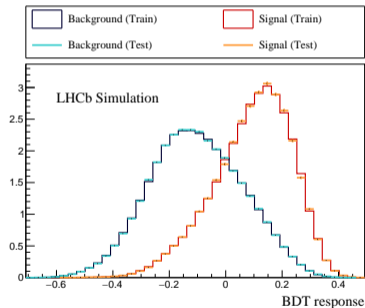 Background (Train) Signal (Train)
Background (Test) Signal (Test)
LHCb Simulation
3
2.5
2
1.5
1
0.5
0
−0.6 −0.4 −0.2 0 0.2 0.4
BDT response